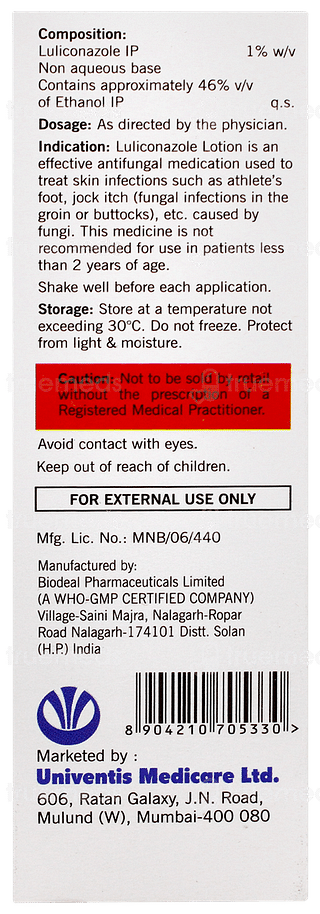 Composition:
Luliconazole IP 1% w/v
Non aqueous base
Contains approximately 46% v/v
of Ethanol IP q.s.
Dosage: As directed by the physician.
Indication: Luliconazole Lotion is an
effective antifungal medication used to
treat skin infections such as athlete's
foot, jock itch (fungal infections in the
groin or buttocks), etc. caused by
fungi. This medicine is not
recommended for use in patients less
than 2 years of age.
Shake well before each application.
Storage: Store at a temperature not
exceeding 30°C. Do not freeze. Protect
from light & moisture.
Caution: Not to be sold by retail
without the prescription of a
Registered Medical Practitioner.
Avoid contact with eyes.
Keep out of reach of children.
FOR EXTERNAL USE ONLY
Mfg. Lic. No.: MNB/06/440
Manufactured by:
Biodeal Pharmaceuticals Limited
(A WHO-GMP CERTIFIED COMPANY)
Village-Saini Majra, Nalagarh-Ropar
Road Nalagarh-174101 Distt. Solan
(H.P.) India
8 904210 705330 >
Marketed by :
Univentis Medicare Ltd.
606, Ratan Galaxy, J.N. Road,
Mulund (W), Mumbai-400 080